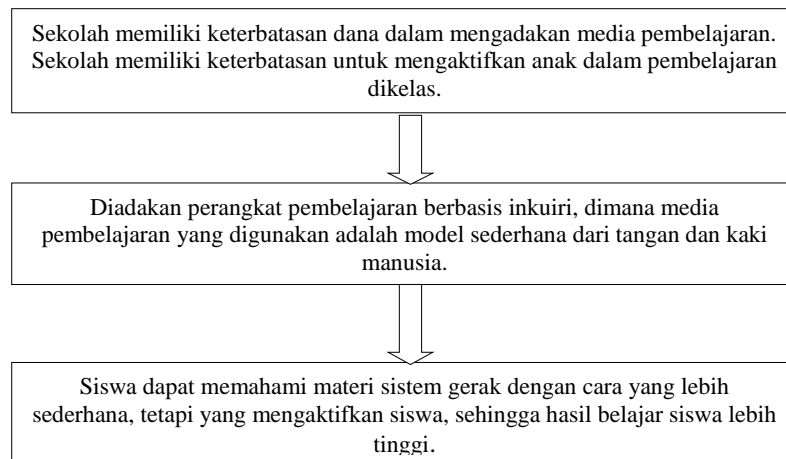 Sekolah memiliki keterbatasan dana dalam mengadakan media pembelajaran.
Sekolah memiliki keterbatasan untuk mengaktifkan anak dalam pembelajaran
dikelas.
Diadakan perangkat pembelajaran berbasis inkuiri, dimana media
pembelajaran yang digunakan adalah model sederhana dari tangan dan kaki
manusia.
Siswa dapat memahami materi sistem gerak dengan cara yang lebih
sederhana, tetapi yang mengaktifkan siswa, sehingga hasil belajar siswa lebih
tinggi.